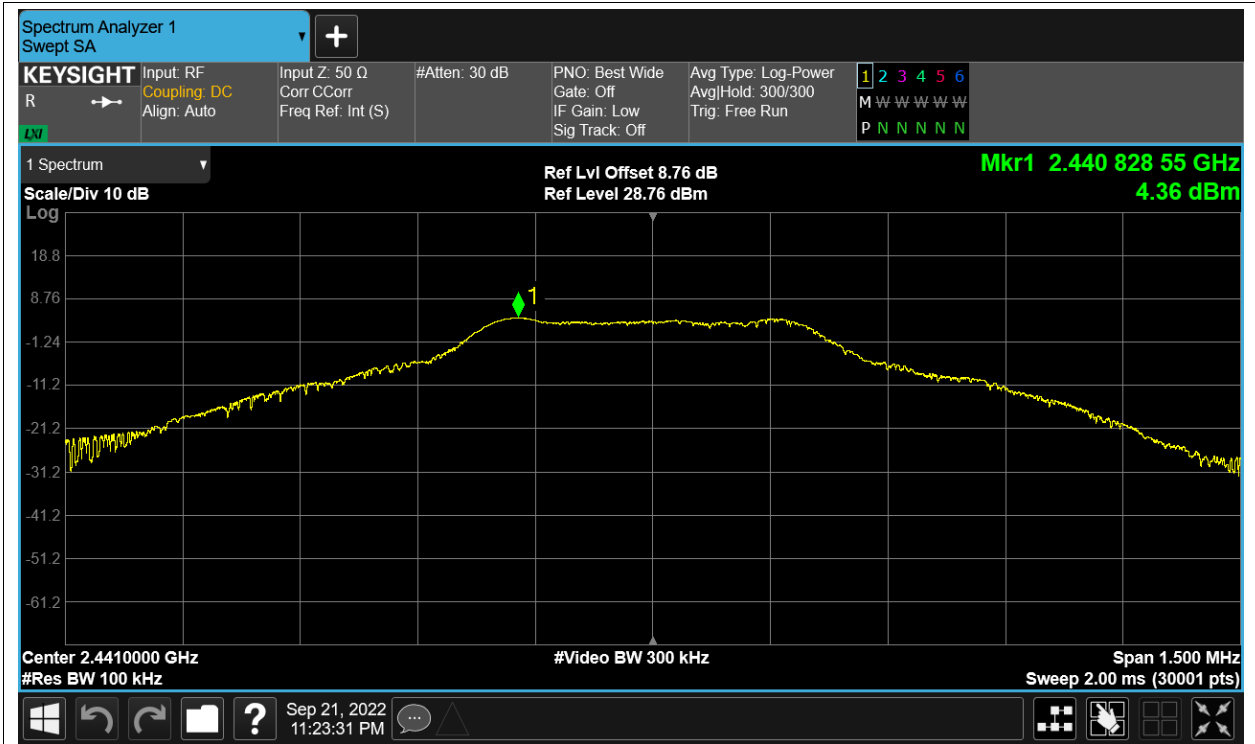 Spectrum Analyzer 1
Swept SA
KEYSIGHT
R
LXI
Input: RF
Coupling: DC
Align: Auto
Input Z: 50 Ω
Corr CCorr
Freq Ref: Int (S)
#Atten: 30 dB
PNO: Best Wide
Gate: Off
IF Gain: Low
Sig Track: Off
Avg Type: Log-Power
Avg|Hold: 300/300
Trig: Free Run
1 2 3 4 5 6
M W W W W W
P N N N N N
1 Spectrum
Scale/Div 10 dB
Ref Lvl Offset 8.76 dB
Ref Level 28.76 dBm
Mkr1 2.440 828 55 GHz
4.36 dBm
Log
18.8
8.76
1
-1.24
-11.2
-21.2
-31.2
-41.2
-51.2
-61.2
Center 2.4410000 GHz
#Video BW 300 kHz
Span 1.500 MHz
#Res BW 100 kHz
Sweep 2.00 ms (30001 pts)
?
Sep 21, 2022
11:23:31 PM